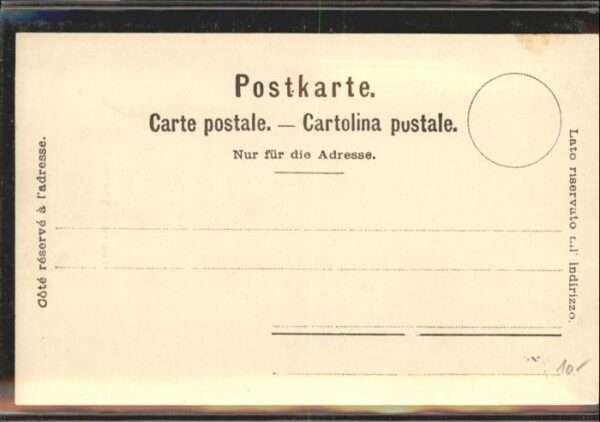 Postkarte.
Carte postale. — Cartolina postale.
Nur für die Adresse.
Côté réservé à l'adresse.
Lato riservato all' indirizzo.
10.-